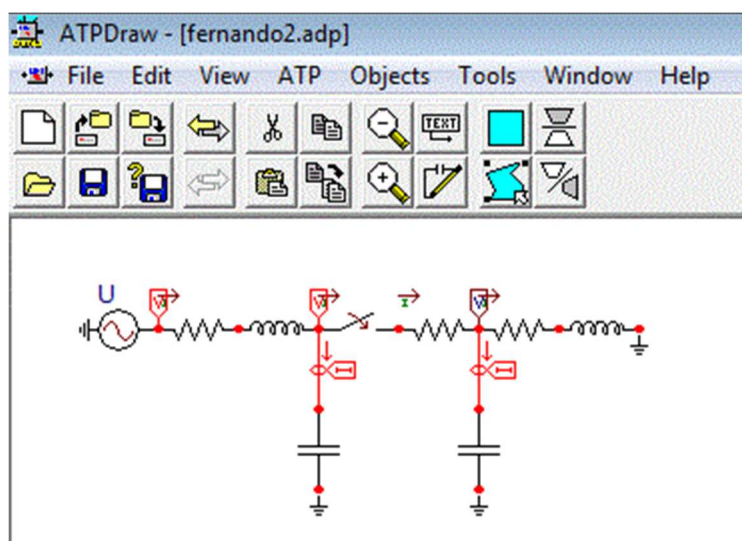 ATPDraw - [fernando2.adp]
File Edit View ATP Objects Tools Window Help
TEXT
U
V V I V